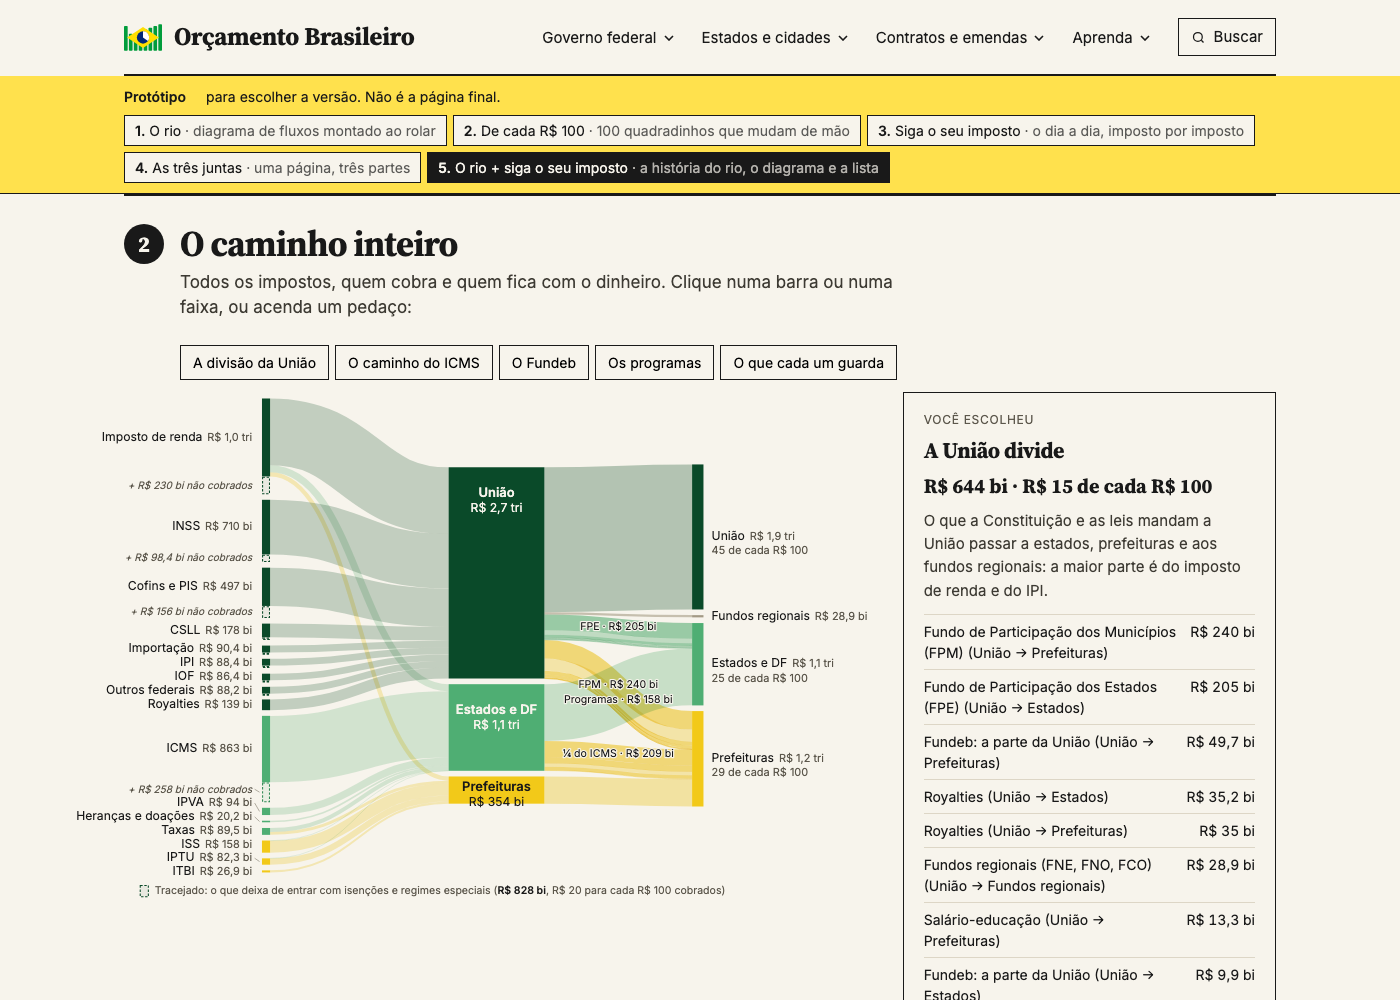 Orçamento Brasileiro
Governo federal
Estados e cidades
Contratos e emendas
Aprenda
Buscar
Protótipo para escolher a versão. Não é a página final.
1. O rio · diagrama de fluxos montado ao rolar
2. De cada R$ 100 · 100 quadradinhos que mudam de mão
3. Siga o seu imposto · o dia a dia, imposto por imposto
4. As três juntas · uma página, três partes
5. O rio + siga o seu imposto · a história do rio, o diagrama e a lista
2 O caminho inteiro
Todos os impostos, quem cobra e quem fica com o dinheiro. Clique numa barra ou numa
faixa, ou acenda um pedaço:
A divisão da União
O caminho do ICMS
O Fundeb
Os programas
O que cada um guarda
Imposto de renda R$ 1,0 tri
+ R$ 230 bi não cobrados
INSS R$ 710 bi
+ R$ 98,4 bi não cobrados
Cofins e PIS R$ 497 bi
+ R$ 156 bi não cobrados
CSLL R$ 178 bi
Importação R$ 90,4 bi
IPI R$ 88,4 bi
IOF R$ 86,4 bi
Outros federais R$ 88,2 bi
Royalties R$ 139 bi
ICMS R$ 863 bi
+ R$ 258 bi não cobrados
IPVA R$ 94 bi
Heranças e doações R$ 20,2 bi
Taxas R$ 89,5 bi
ISS R$ 158 bi
IPTU R$ 82,3 bi
ITBI R$ 26,9 bi
União
R$ 2,7 tri
Estados e DF
R$ 1,1 tri
Prefeituras
R$ 354 bi
FPE · R$ 205 bi
FPM · R$ 240 bi
Programas · R$ 158 bi
¼ do ICMS · R$ 209 bi
União R$ 1,9 tri
45 de cada R$ 100
Fundos regionais R$ 28,9 bi
Estados e DF R$ 1,1 tri
25 de cada R$ 100
Prefeituras R$ 1,2 tri
29 de cada R$ 100
Tracejado: o que deixa de entrar com isenções e regimes especiais (R$ 828 bi, R$ 20 para cada R$ 100 cobrados)
VOCÊ ESCOLHEU
A União divide
R$ 644 bi · R$ 15 de cada R$ 100
O que a Constituição e as leis mandam a
União passar a estados, prefeituras e aos
fundos regionais: a maior parte é do imposto
de renda e do IPI.
Fundo de Participação dos Municípios R$ 240 bi
(FPM) (União → Prefeituras)
Fundo de Participação dos Estados R$ 205 bi
(FPE) (União → Estados)
Fundeb: a parte da União (União → R$ 49,7 bi
Prefeituras)
Royalties (União → Estados) R$ 35,2 bi
Royalties (União → Prefeituras) R$ 35 bi
Fundos regionais (FNE, FNO, FCO) R$ 28,9 bi
(União → Fundos regionais)
Salário-educação (União → R$ 13,3 bi
Prefeituras)
Fundeb: a parte da União (União → R$ 9,9 bi
Estados)